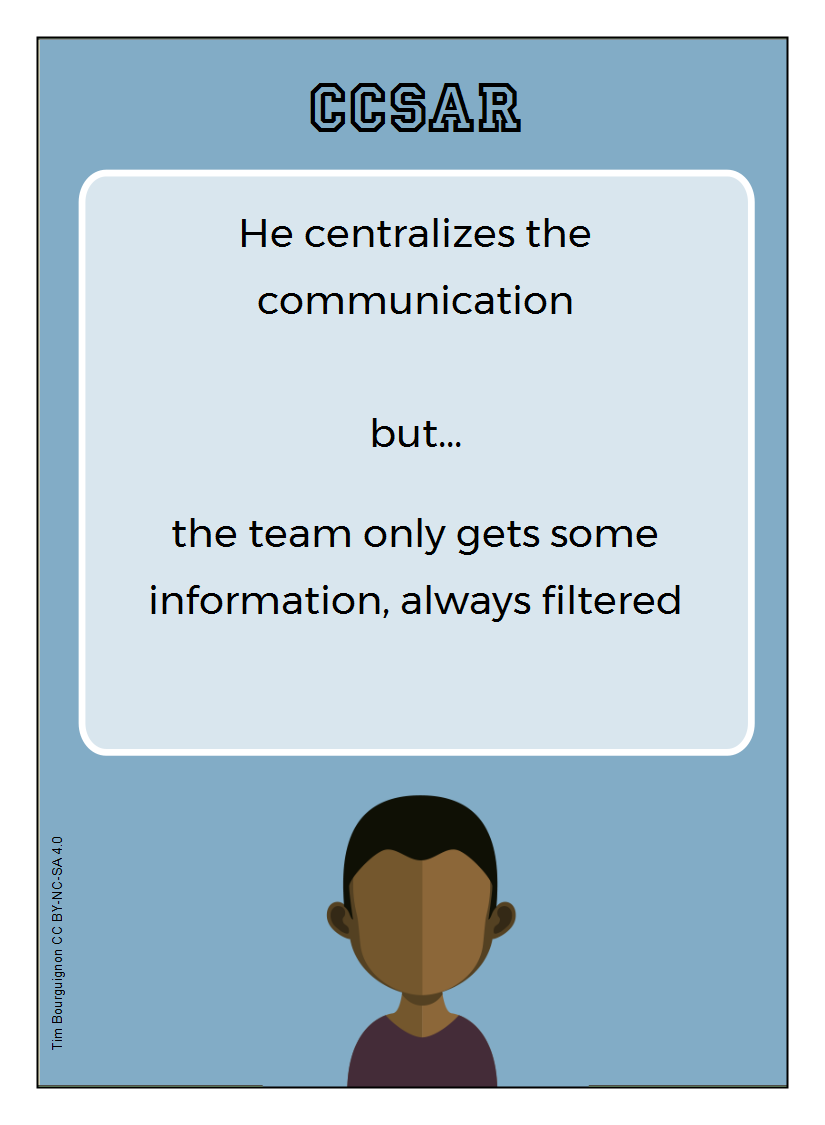 CCSAR
He centralizes the
communication
but...
the team only gets some
information, always filtered
Tim Bourguignon CC BY-NC-SA 4.0